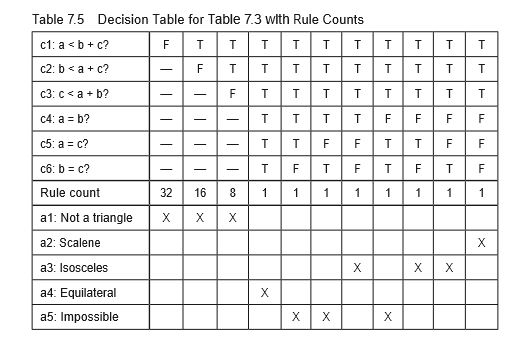 Table 7.5 Decision Table for Table 7.3 with Rule Counts
c1: a < b + c? F T T T T T T T T T T
c2: b < a + c? — F T T T T T T T T T
c3: c < a + b? — — F T T T T T T T T
c4: a = b? — — — T T T T F F F F
c5: a = c? — — — T T F F T T F F
c6: b = c? — — — T F T F T F T F
Rule count 32 16 8 1 1 1 1 1 1 1 1
a1: Not a triangle X X X
a2: Scalene X
a3: Isosceles X X X
a4: Equilateral X
a5: Impossible X X X